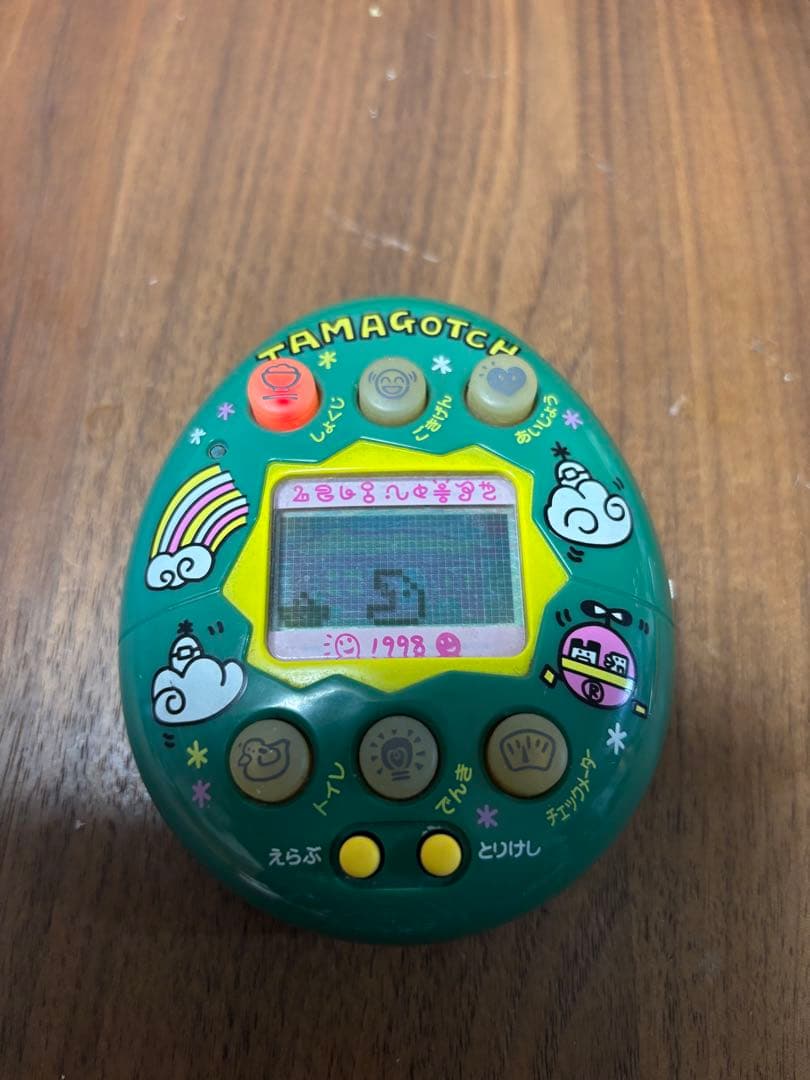 TAMAGOTCH
しょくじ
ごきげん
あいじょう
1998
トイレ
でんき
チェックメーター
えらぶ
とりけし